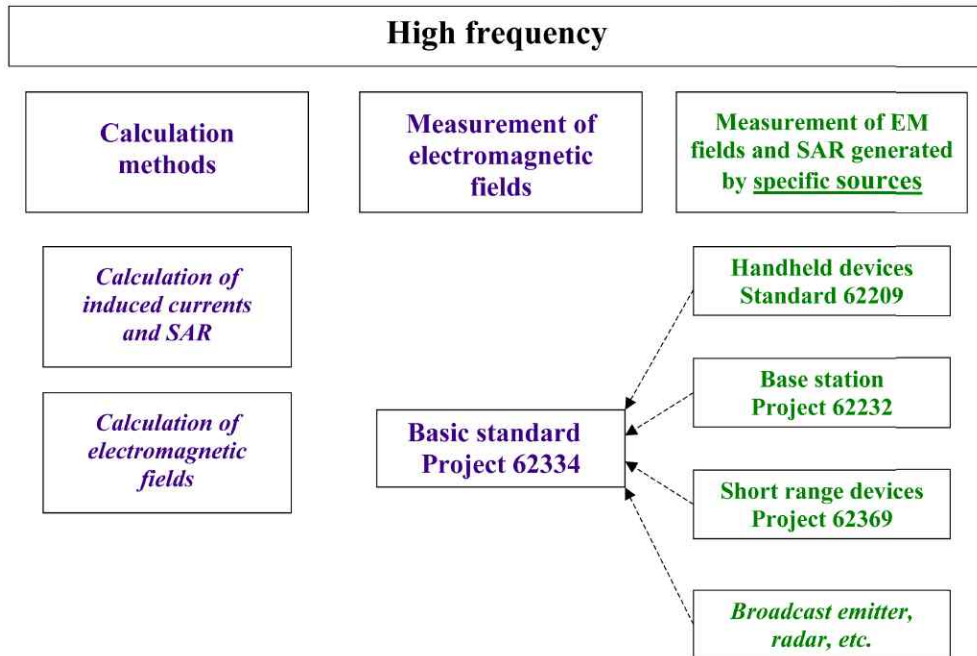 High frequency
Calculation
methods
Measurement of
electromagnetic
fields
Measurement of EM
fields and SAR generated
by specific sources
Calculation of
induced currents
and SAR
Calculation of
electromagnetic
fields
Basic standard
Project 62334
Handheld devices
Standard 62209
Base station
Project 62232
Short range devices
Project 62369
Broadcast emitter,
radar, etc.